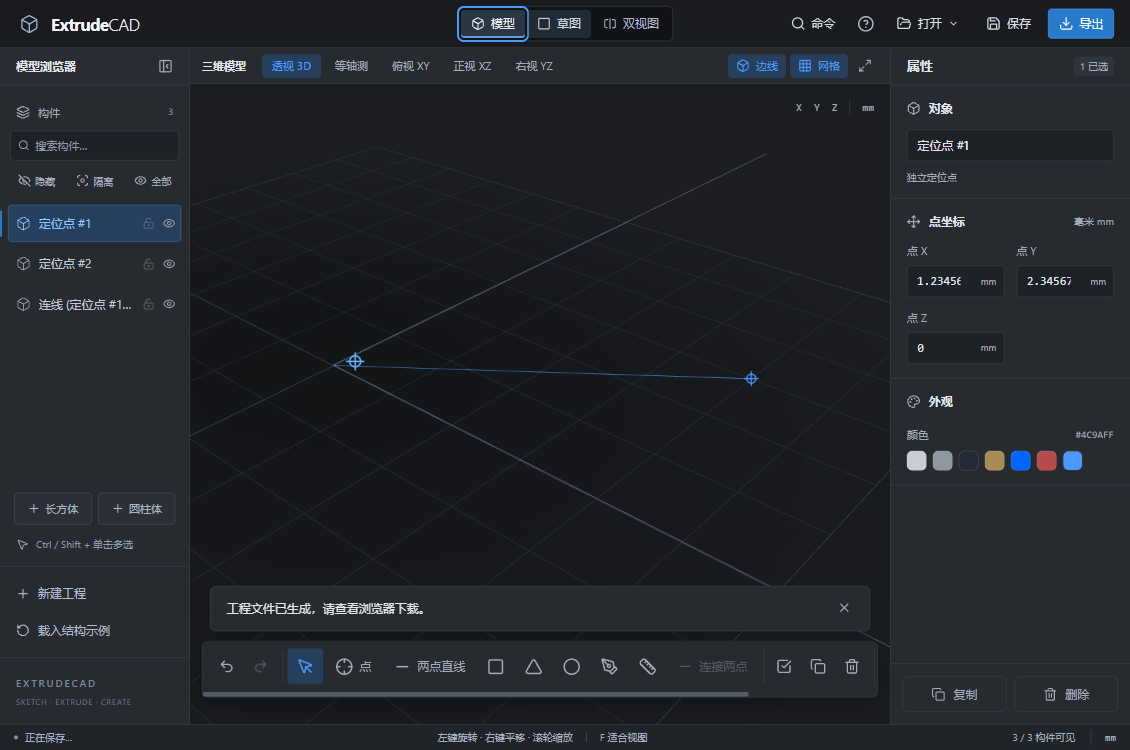 ExtrudeCAD
模型
草图
双视图
命令
打开
保存
导出
模型浏览器
三维模型
透视 3D
等轴测
俯视 XY
正视 XZ
右视 YZ
边线
网格
属性
1 已选
构件
3
搜索构件...
隐藏
隔离
全部
定位点 #1
定位点 #2
连线 (定位点 #1...
长方体
圆柱体
Ctrl / Shift + 单击多选
新建工程
载入结构示例
EXTRUDECAD
SKETCH · EXTRUDE · CREATE
X Y Z
mm
工程文件已生成，请查看浏览器下载。
点
两点直线
连接两点
对象
定位点 #1
独立定位点
点坐标
毫米 mm
点 X
点 Y
1.23456 mm
2.34567 mm
点 Z
0 mm
外观
颜色
#4C9AFF
复制
删除
正在保存...
左键旋转 · 右键平移 · 滚轮缩放
F 适合视图
3 / 3 构件可见
mm